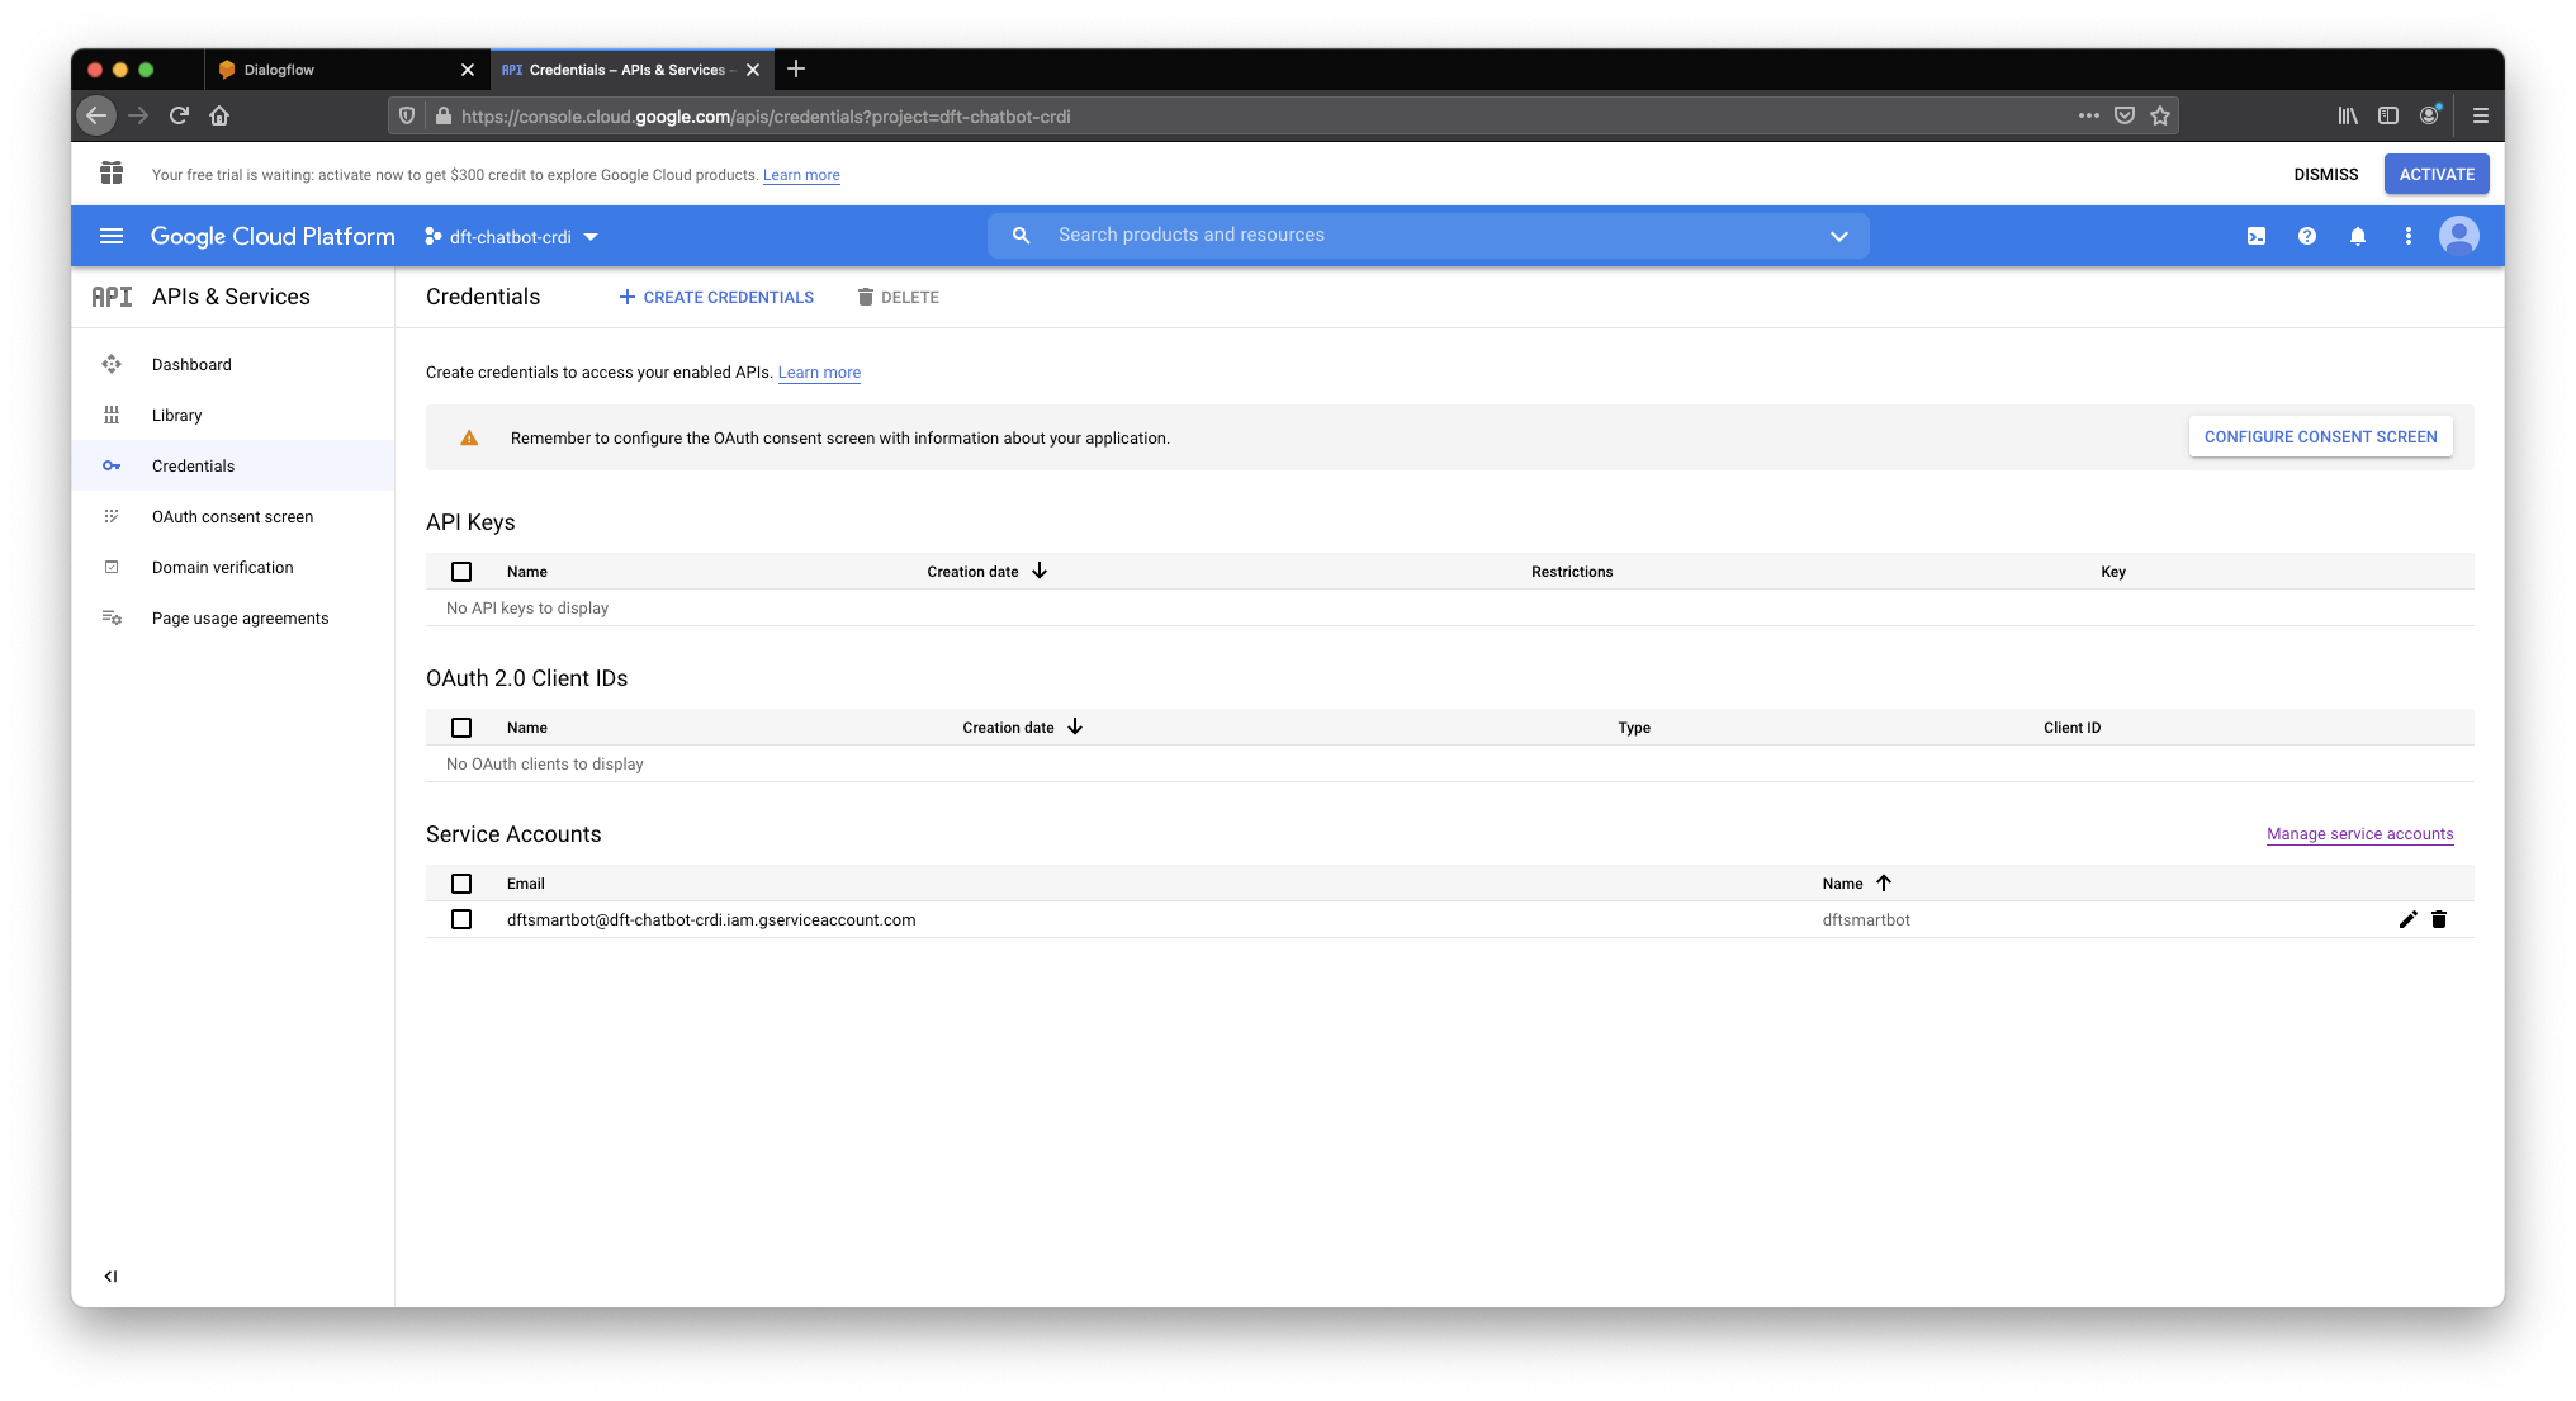 Dialogflow
API Credentials – APIs & Services –
https://console.cloud.google.com/apis/credentials?project=dft-chatbot-crdi
Your free trial is waiting: activate now to get $300 credit to explore Google Cloud products. Learn more
DISMISS
ACTIVATE
Google Cloud Platform
dft-chatbot-crdi
Search products and resources
API APIs & Services
Credentials
CREATE CREDENTIALS
DELETE
Dashboard
Library
Credentials
OAuth consent screen
Domain verification
Page usage agreements
Create credentials to access your enabled APIs. Learn more
Remember to configure the OAuth consent screen with information about your application.
CONFIGURE CONSENT SCREEN
API Keys
Name Creation date Restrictions Key
No API keys to display
OAuth 2.0 Client IDs
Name Creation date Type Client ID
No OAuth clients to display
Service Accounts
Manage service accounts
Email Name
dftsmartbot@dft-chatbot-crdi.iam.gserviceaccount.com dftsmartbot